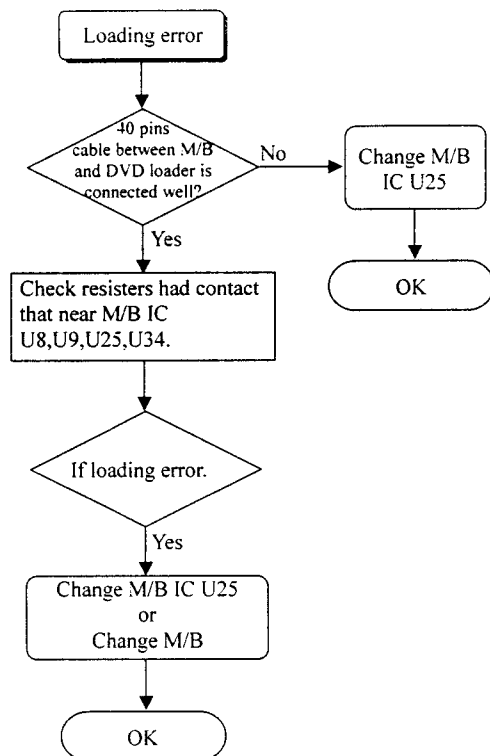 Loading error
40 pins
cable between M/B
and DVD loader is
connected well?
No
Change M/B
IC U25
OK
Yes
Check resisters had contact
that near M/B IC
U8,U9,U25,U34.
If loading error.
Yes
Change M/B IC U25
or
Change M/B
OK